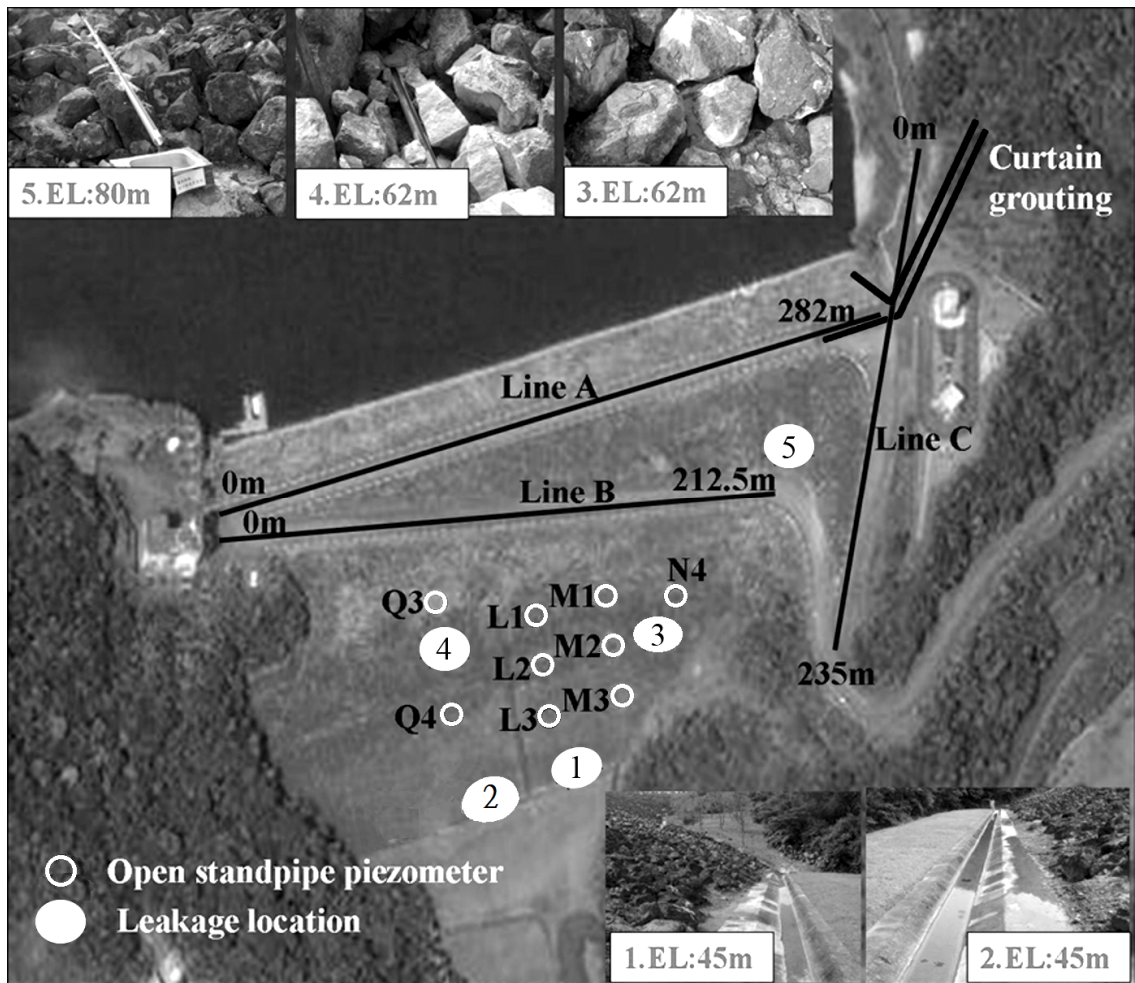 5.EL:80m
4.EL:62m
3.EL:62m
0m
Curtain
grouting
282m
Line A
5
Line C
0m
Line B
212.5m
0m
N4
M1
Q3
L1
3
4
M2
L2
235m
M3
Q4
L3
1
2
Open standpipe piezometer
Leakage location
1.EL:45m
2.EL:45m